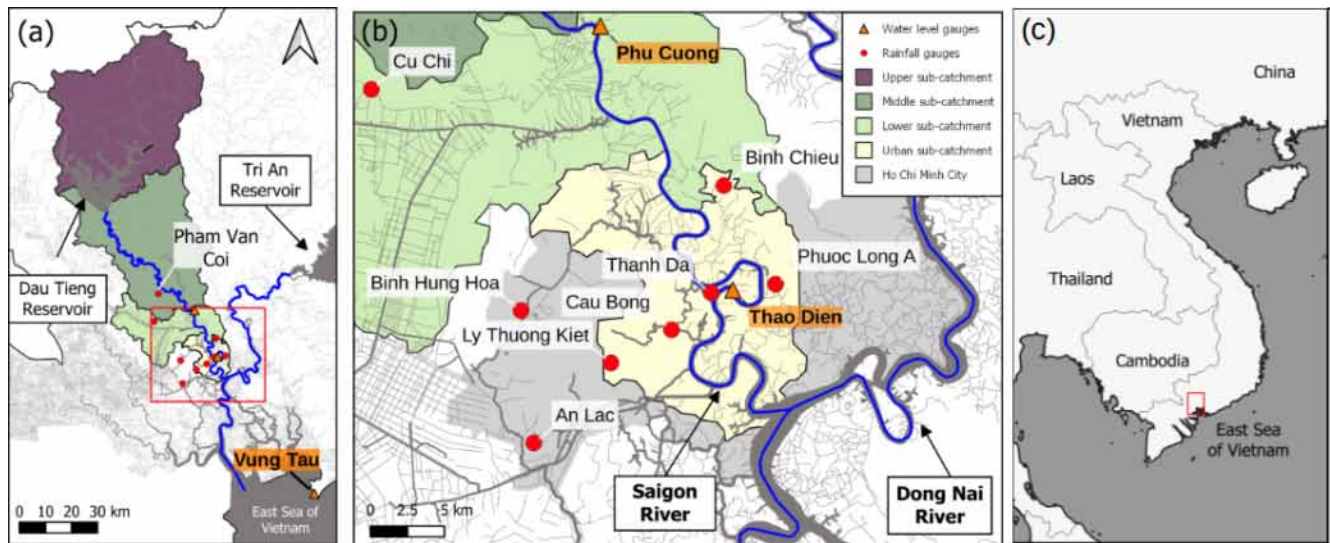 (a)
Tri An
Reservoir
Pham Van
Coi
Dau Tieng
Reservoir
Vung Tau
0 10 20 30 km
East Sea of
Vietnam
(b)
Cu Chi
Phu Cuong
Binh Chieu
Thanh Da
Phuoc Long A
Binh Hung Hoa
Cau Bong
Thao Dien
Ly Thuong Kiet
An Lac
Saigon
River
Dong Nai
River
0 2.5 5 km
Water level gauges
Rainfall gauges
Upper sub-catchment
Middle sub-catchment
Lower sub-catchment
Urban sub-catchment
Ho Chi Minh City
(c)
China
Vietnam
Laos
Thailand
Cambodia
East Sea
of Vietnam